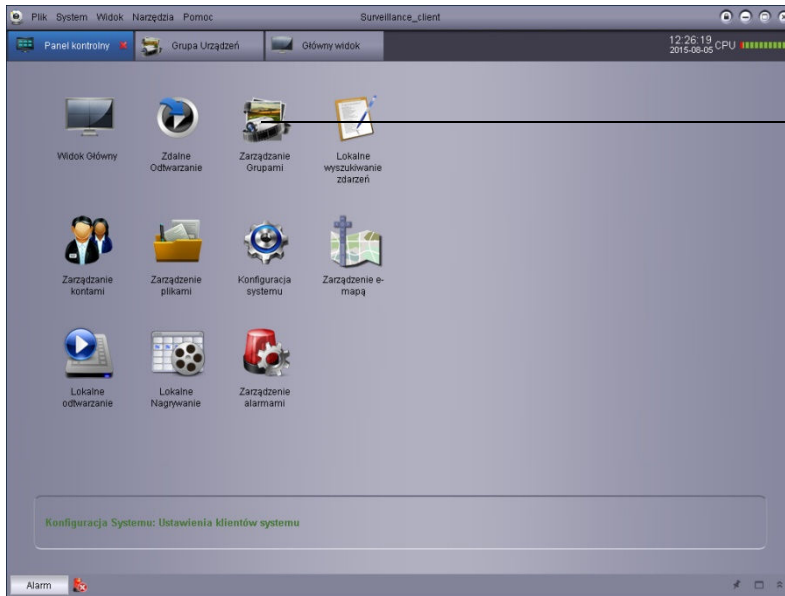 Plik System Widok Narzędzia Pomoc Surveillance_client
Panel kontrolny Grupa Urządzeń Główny widok 12:26:19 2015-08-05 CPU
Widok Główny
Zdalne
Odtwarzanie
Zarządzanie
Grupami
Lokalne
wyszukiwanie
zdarzeń
Zarządzanie
kontami
Zarządzenie
plikami
Konfiguracja
systemu
Zarządzenie e-
mapą
Lokalne
odtwarzanie
Lokalne
Nagrywanie
Zarządzenie
alarmami
Konfiguracja Systemu: Ustawienia klientów systemu
Alarm